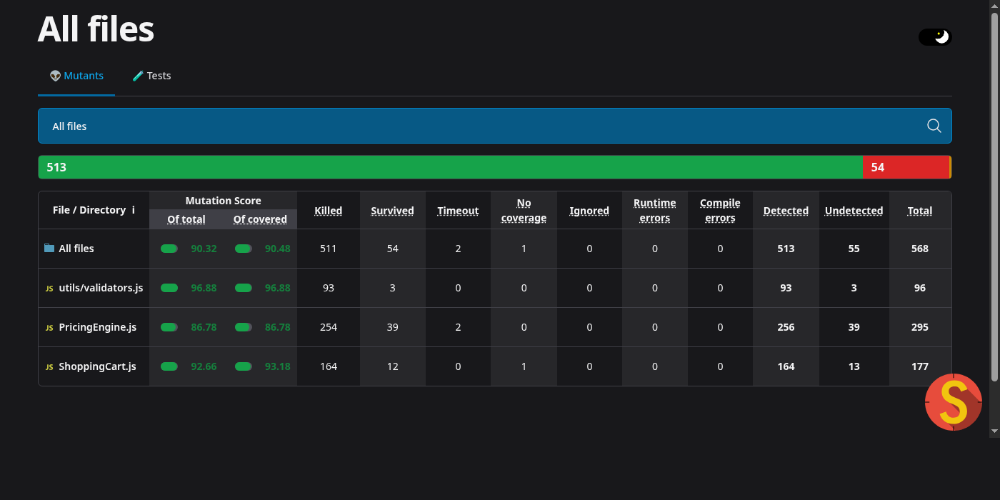 All files
👽 Mutants 🧪 Tests
All files
513 54
File / Directory i Mutation Score Killed Survived Timeout No coverage Ignored Runtime errors Compile errors Detected Undetected Total
Of total Of covered
All files 90.32 90.48 511 54 2 1 0 0 0 513 55 568
JS utils/validators.js 96.88 96.88 93 3 0 0 0 0 0 93 3 96
JS PricingEngine.js 86.78 86.78 254 39 2 0 0 0 0 256 39 295
JS ShoppingCart.js 92.66 93.18 164 12 0 1 0 0 0 164 13 177
S